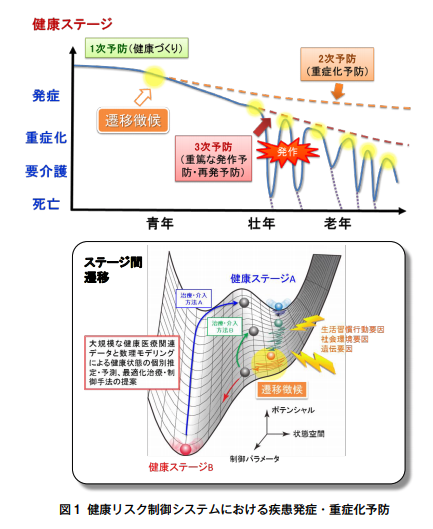 健康ステージ
1次予防(健康づくり)
2次予防
(重症化予防)
発症
遷移徴候
重症化
3次予防
(重篤な発作予
防・再発予防)
発作
要介護
死亡
青年
壮年
老年
ステージ間
遷移
健康ステージA
治療・介入
方法A
治療・介入
方法B
生活習慣行動要因
社会環境要因
遺伝要因
大規模な健康医療関連
データと数理モデリング
による健康状態の個別推
定・予測、最適化治療・制
御手法の提案
遷移徴候
ポテンシャル
状態空間
制御パラメータ
健康ステージB
図1 健康リスク制御システムにおける疾患発症・重症化予防